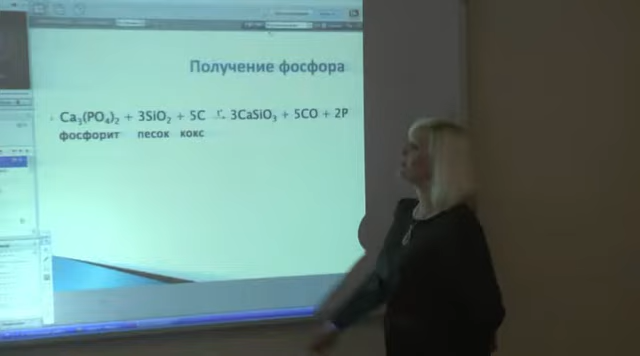 Получение фосфора
Ca₃(PO₄)₂ + 3SiO₂ + 5C 3CaSiO₃ + 5CO + 2P
фосфорит песок кокс